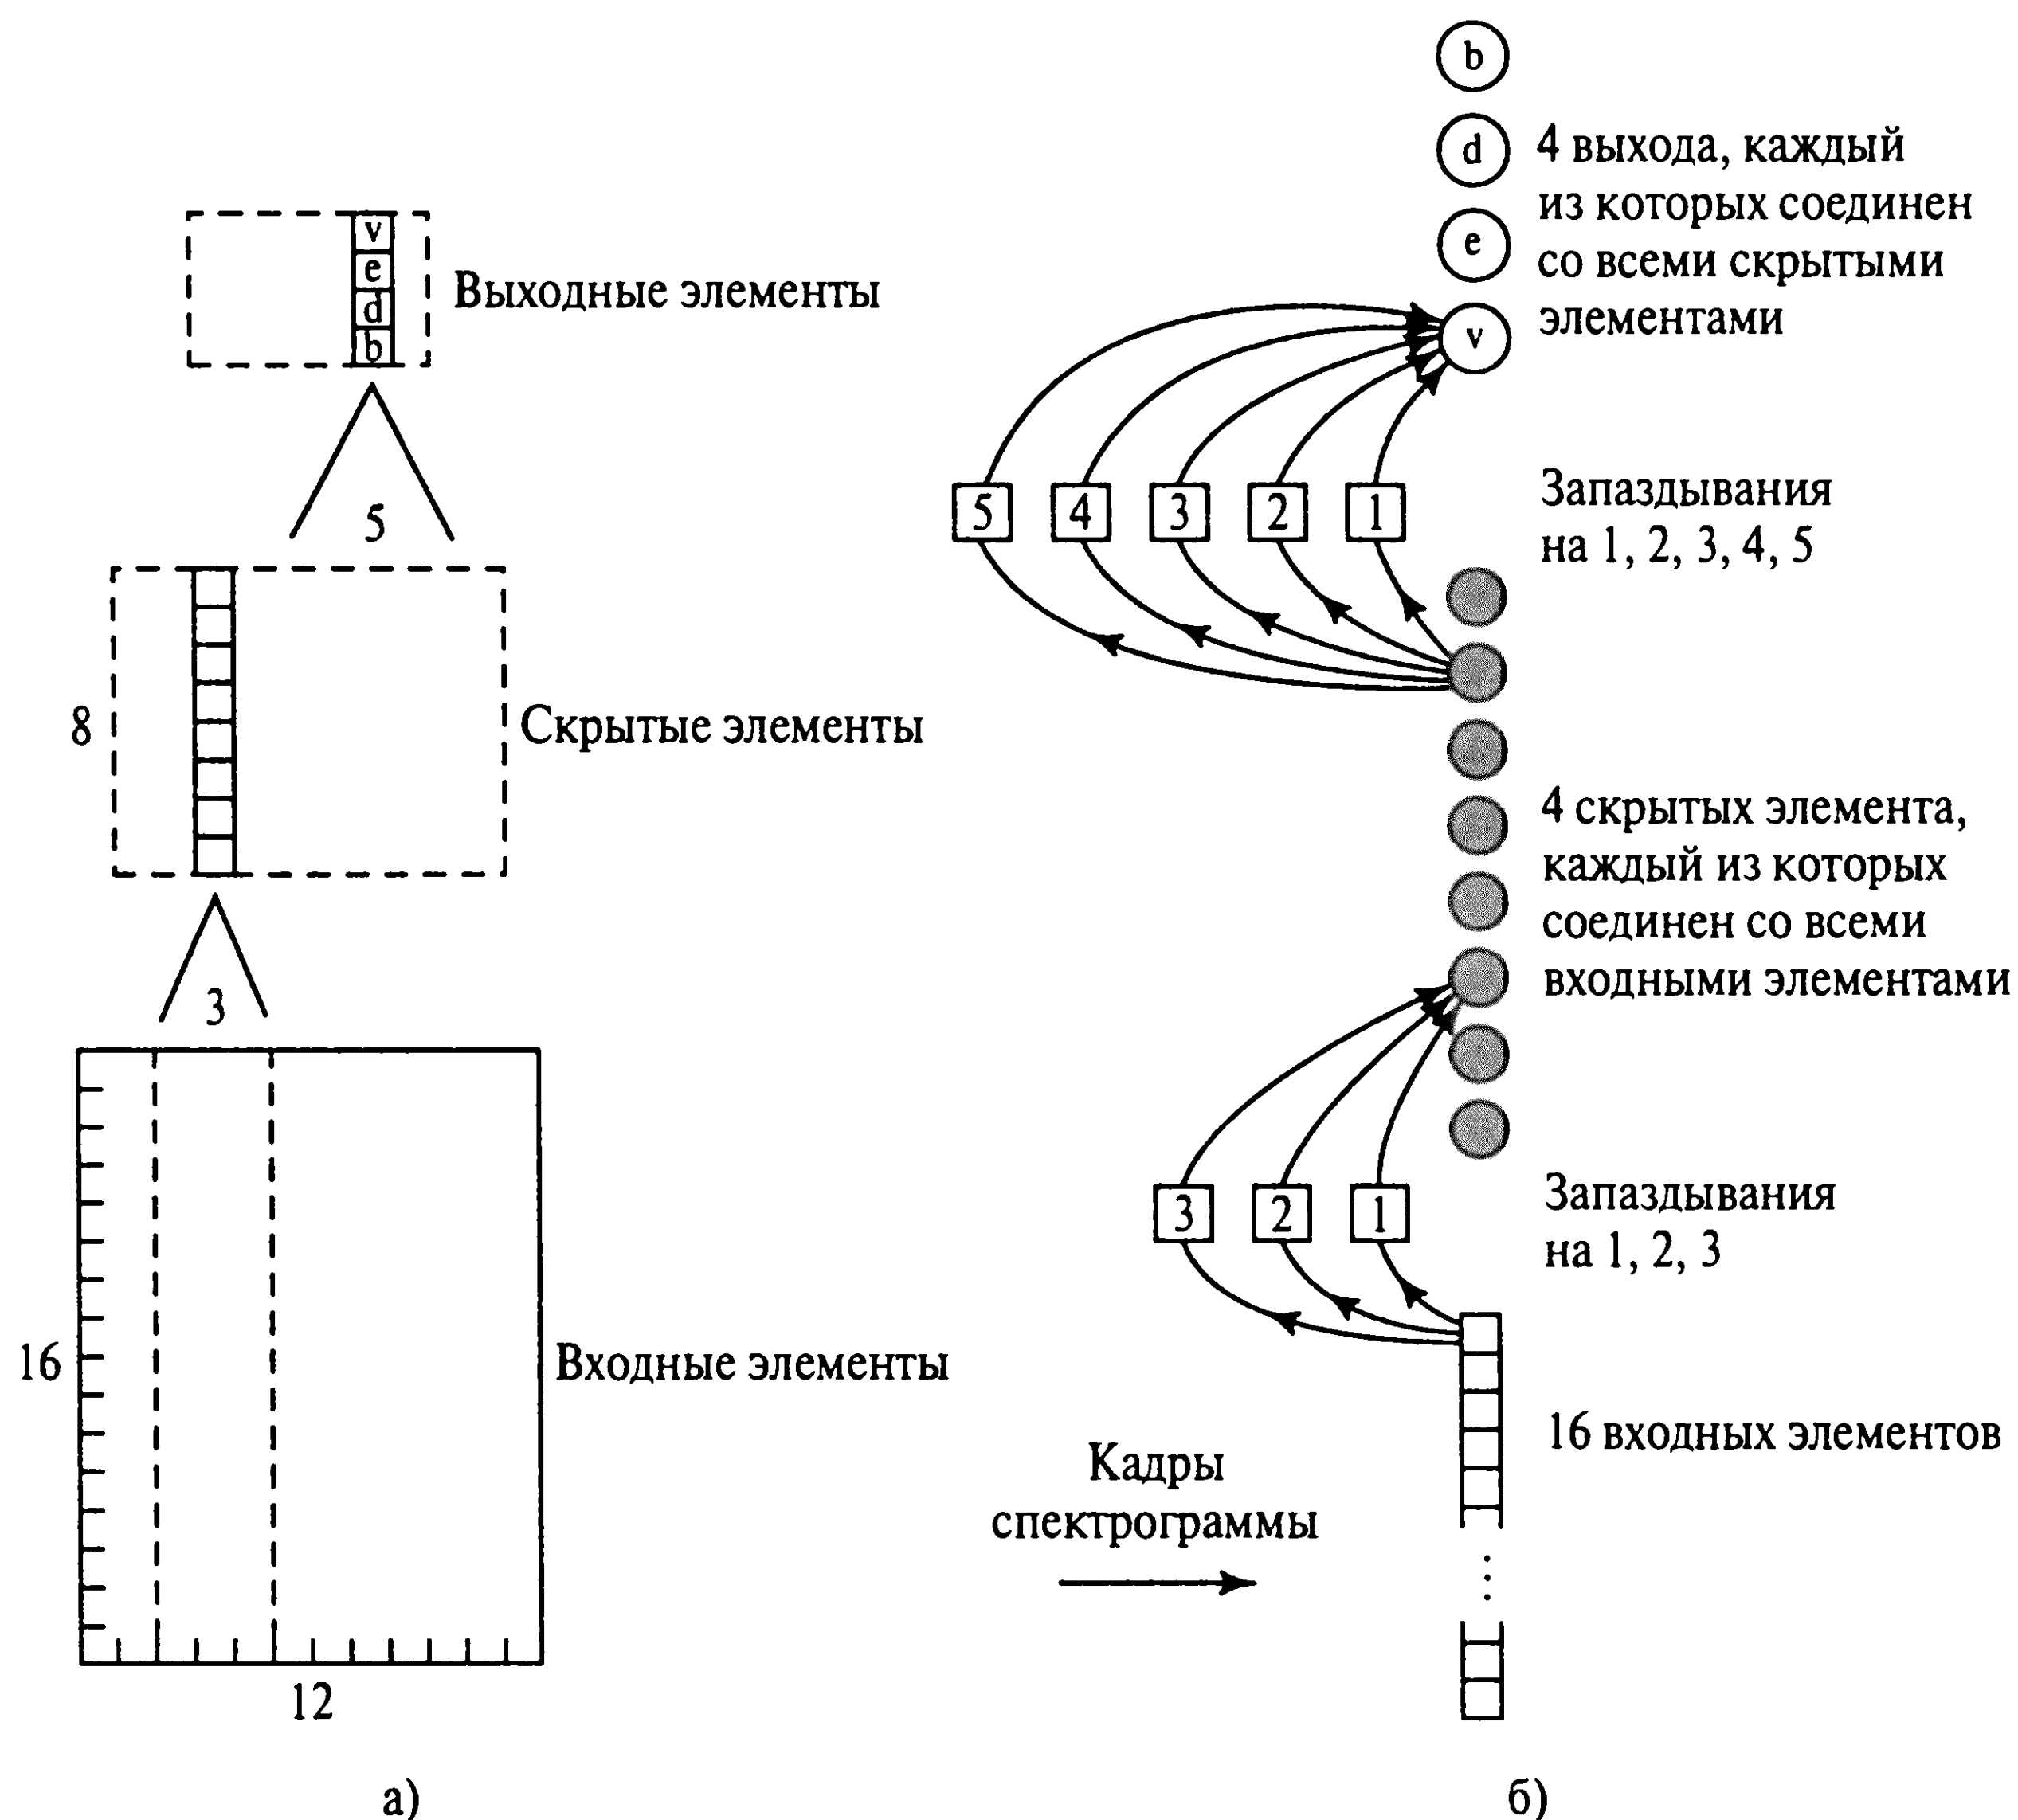 v
e
d
b
Выходные элементы
5
8
Скрытые элементы
3
16
Входные элементы
12
а)
b
d
e
v
4 выхода, каждый
из которых соединен
со всеми скрытыми
элементами
5 4 3 2 1
Запаздывания
на 1, 2, 3, 4, 5
4 скрытых элемента,
каждый из которых
соединен со всеми
входными элементами
3 2 1
Запаздывания
на 1, 2, 3
16 входных элементов
Кадры
спектрограммы
б)